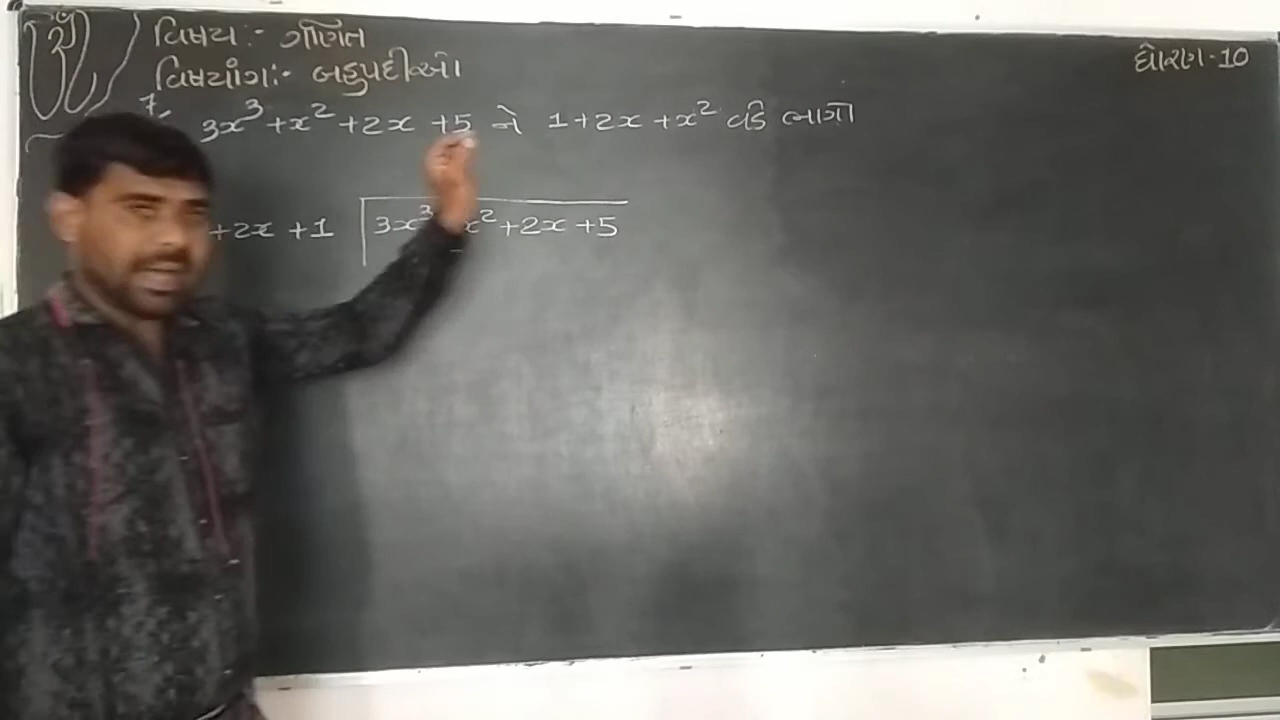 વિષય:- ગણિત
ધોરણ-10
વિષયાંગ:- બહુપદીઓ
7. 3x³+x²+2x+5 ને 1+2x+x² વડે ભાગો
+2x+1 3x³ x²+2x+5